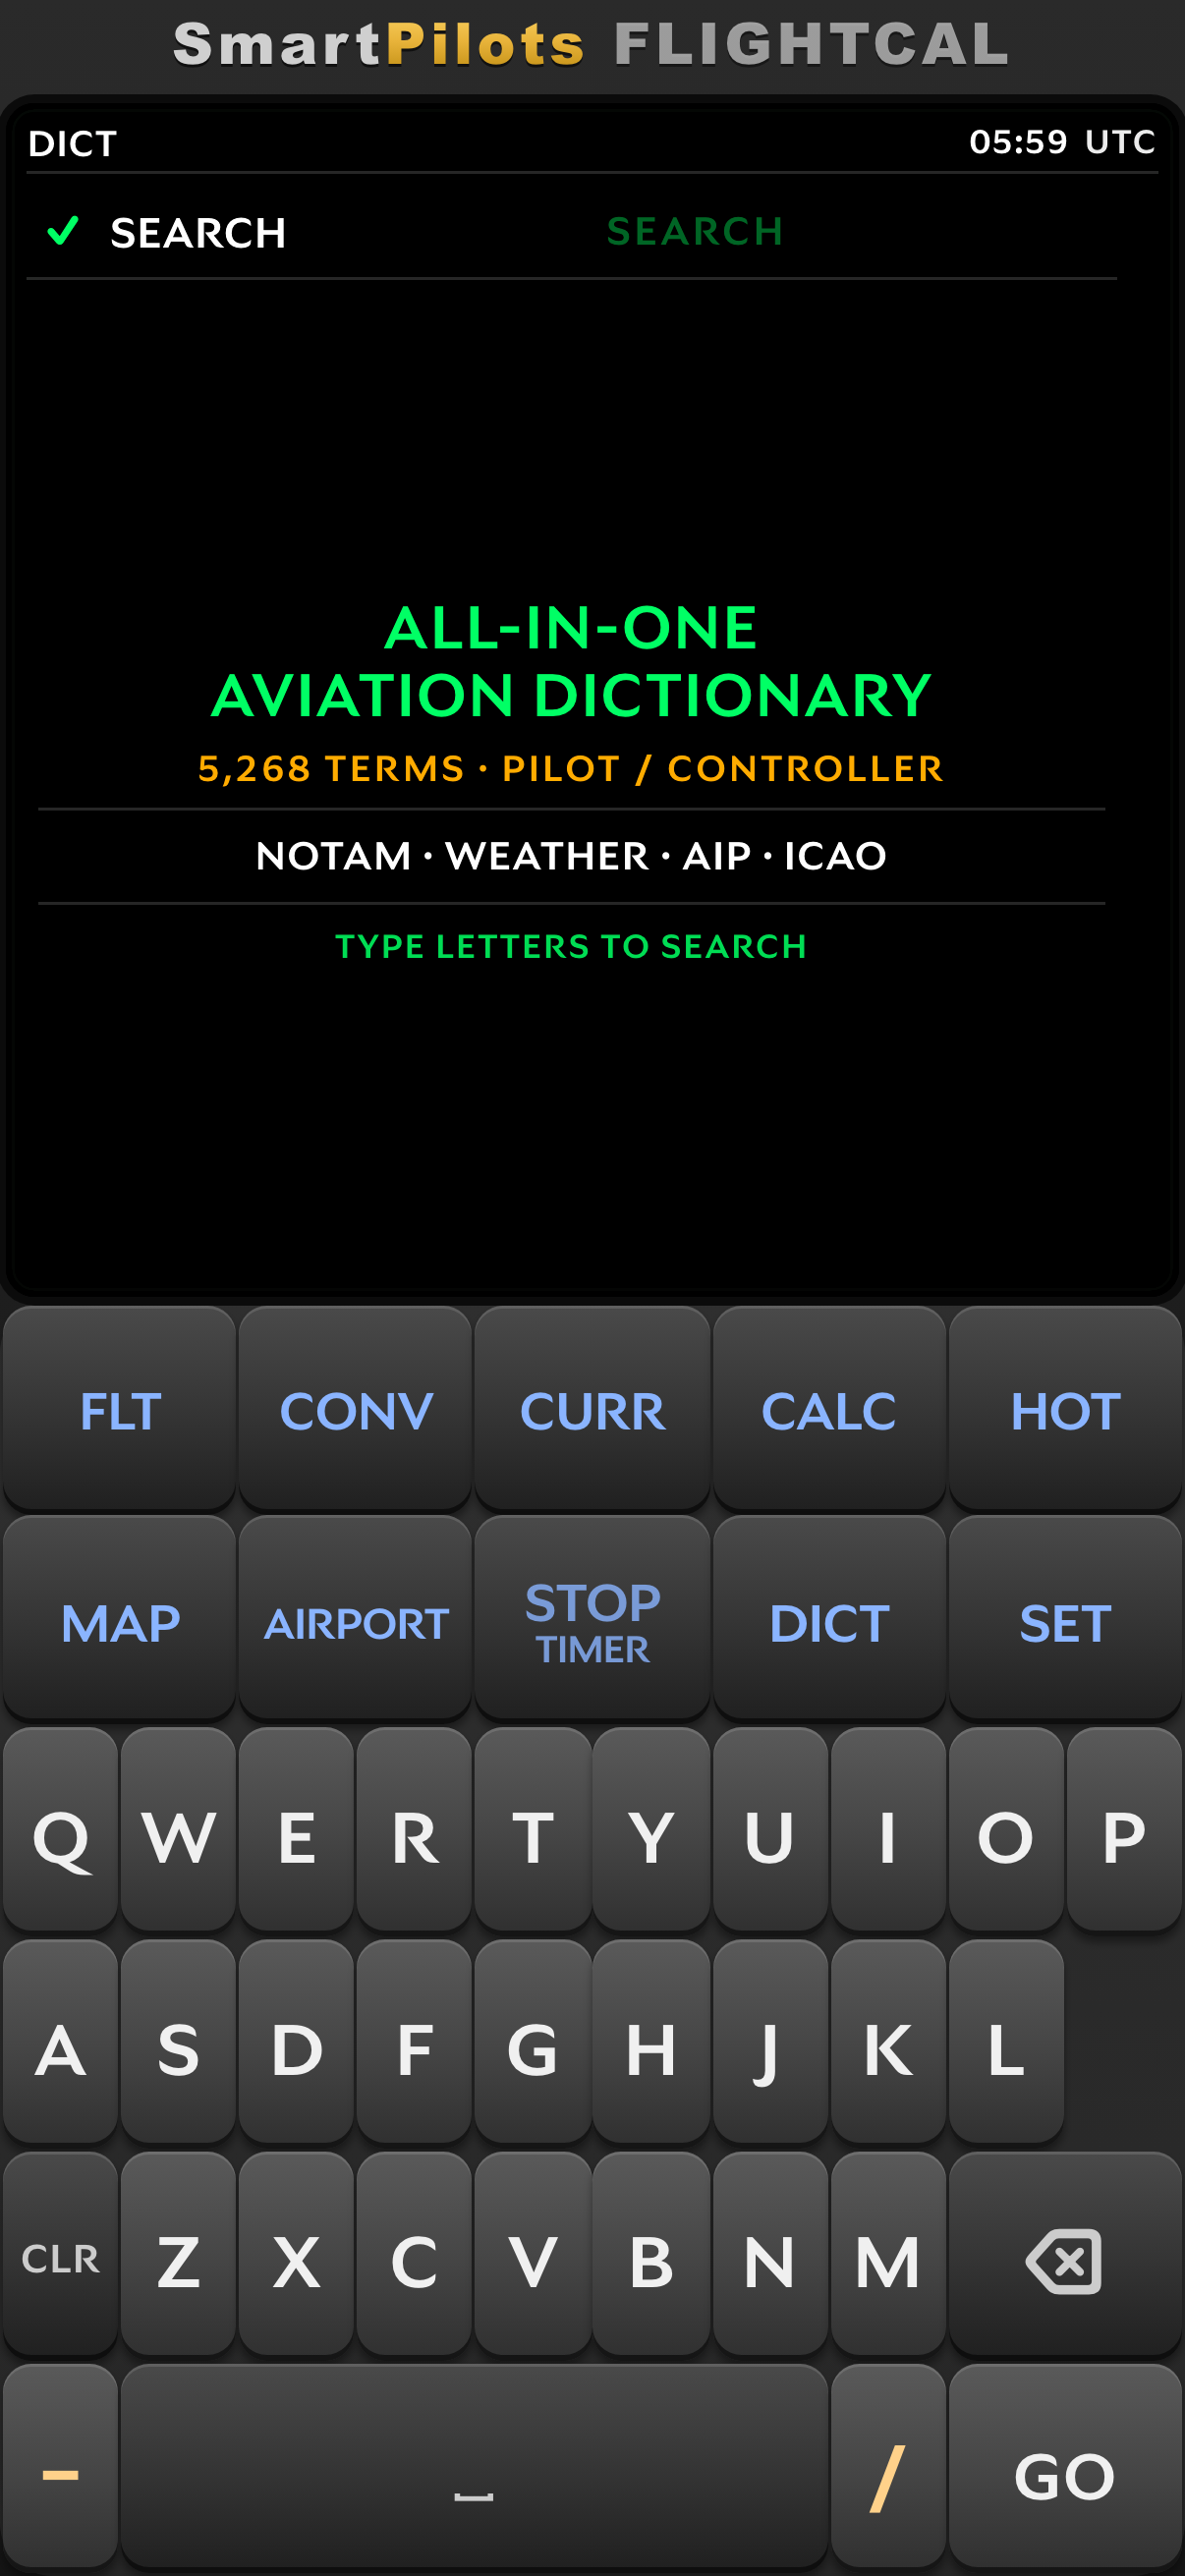 SmartPilots FLIGHTCAL
DICT 05:59 UTC
SEARCH SEARCH
ALL-IN-ONE
AVIATION DICTIONARY
5,268 TERMS · PILOT / CONTROLLER
NOTAM · WEATHER · AIP · ICAO
TYPE LETTERS TO SEARCH
FLT CONV CURR CALC HOT
MAP AIRPORT STOP TIMER DICT SET
Q W E R T Y U I O P
A S D F G H J K L
CLR Z X C V B N M
- / GO